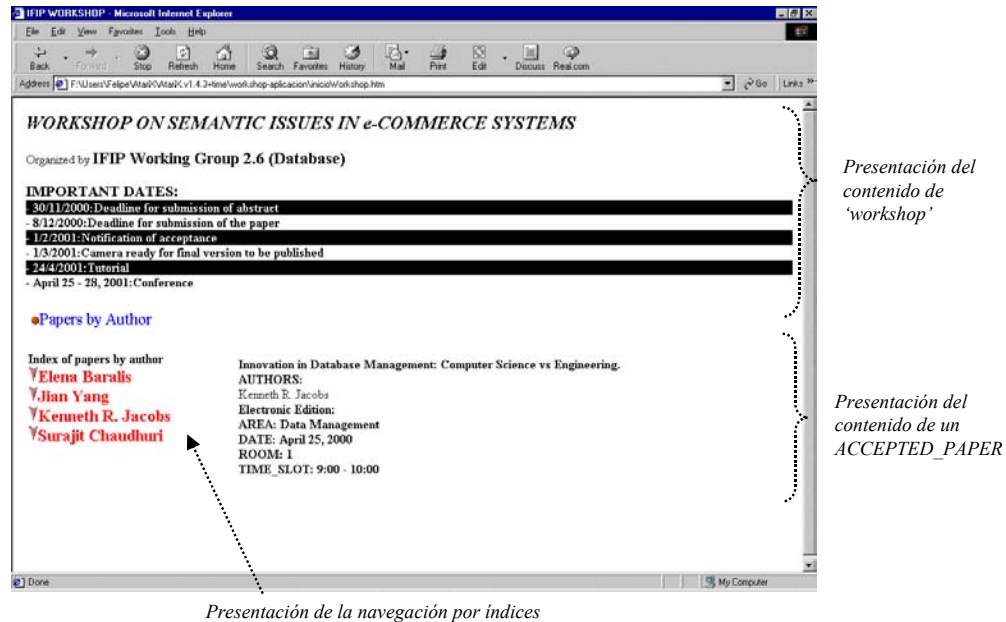 IFIP WORKSHOP - Microsoft Internet Explorer
File Edit View Favorites Tools Help
Back Forward Stop Refresh Home Search Favorites History Mail Print Edit Discuss Real.com
Address F:\Users\Felipe\AtariX\AtariX.v1.4.3+time\workshop-aplicacion\inicioWorkshop.htm Go Links »
WORKSHOP ON SEMANTIC ISSUES IN e-COMMERCE SYSTEMS
Organized by IFIP Working Group 2.6 (Database)
IMPORTANT DATES:
- 30/11/2000:Deadline for submission of abstract
- 8/12/2000:Deadline for submission of the paper
- 1/2/2001:Notification of acceptance
- 1/3/2001:Camera ready for final version to be published
- 24/4/2001:Tutorial
- April 25 - 28, 2001:Conference
Papers by Author
Index of papers by author
Elena Baralis
Jian Yang
Kenneth R. Jacobs
Surajit Chaudhuri
Innovation in Database Management: Computer Science vs Engineering.
AUTHORS:
Kenneth R. Jacobs
Electronic Edition:
AREA: Data Management
DATE: April 25, 2000
ROOM: 1
TIME_SLOT: 9:00 - 10:00
Done My Computer
Presentación del
contenido de
‘workshop’
Presentación del
contenido de un
ACCEPTED_PAPER
Presentación de la navegación por índices